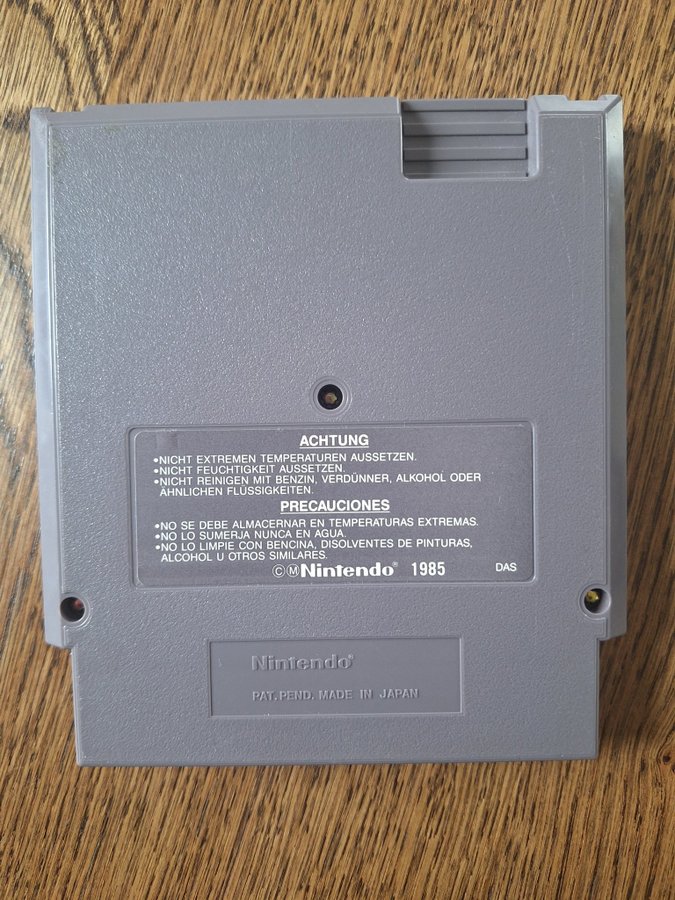 ACHTUNG
•NICHT EXTREMEN TEMPERATUREN AUSSETZEN.
•NICHT FEUCHTIGKEIT AUSSETZEN.
•NICHT REINIGEN MIT BENZIN, VERDÜNNER, ALKOHOL ODER
ÄHNLICHEN FLÜSSIGKEITEN.
PRECAUCIONES
•NO SE DEBE ALMACERNAR EN TEMPERATURAS EXTREMAS.
•NO LO SUMERJA NUNCA EN AGUA.
•NO LO LIMPIE CON BENCINA, DISOLVENTES DE PINTURAS,
ALCOHOL U OTROS SIMILARES.
ⒸⓂNintendo® 1985 DAS
Nintendo®
PAT. PEND. MADE IN JAPAN